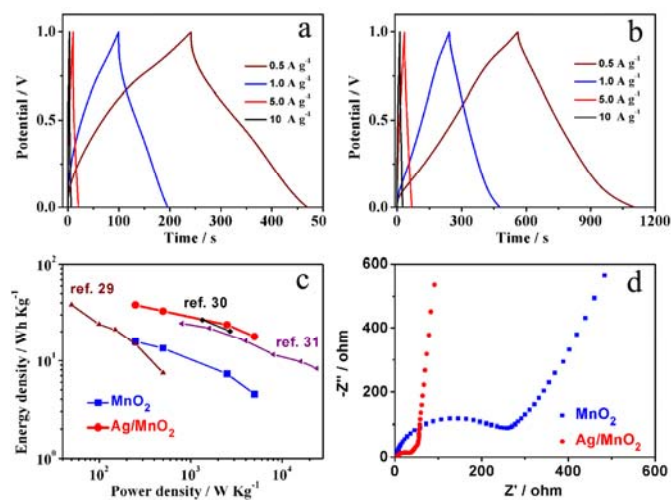 a
Potential / V
1.0
0.5
0.0
0.5 A g⁻¹
1.0 A g⁻¹
5.0 A g⁻¹
10 A g⁻¹
0 100 200 300 400 50
Time / s
b
Potential / V
1.0
0.5
0.0
0.5 A g⁻¹
1.0 A g⁻¹
5.0 A g⁻¹
10 A g⁻¹
0 300 600 900 1200
Time / s
c
Energy density / Wh Kg⁻¹
10²
10¹
10⁰
ref. 29
ref. 30
ref. 31
MnO₂
Ag/MnO₂
10² 10³ 10⁴
Power density / W Kg⁻¹
d
-Z'' / ohm
600
400
200
0
MnO₂
Ag/MnO₂
0 200 400 600
Z' / ohm